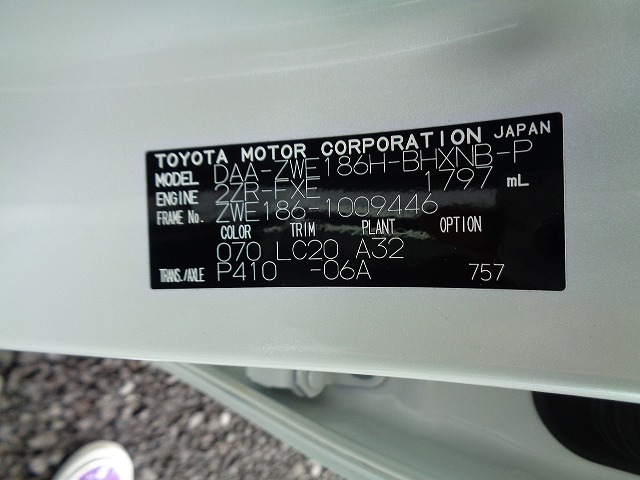 TOYOTA MOTOR CORPORATION JAPAN
MODEL DAA-ZWE186H-BHXNB-P
ENGINE 2ZR-FXE 1797 mL
FRAME No. ZWE186-1009446
COLOR TRIM PLANT OPTION
070 LC20 A32
TRANS./AXLE P410 -06A 757